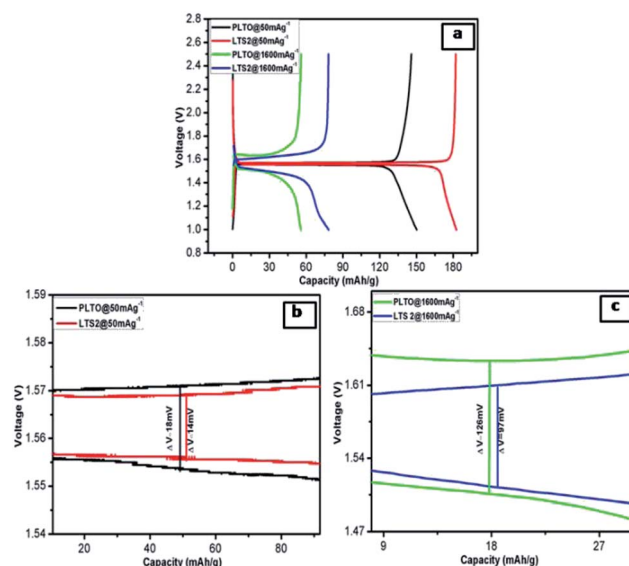 PLTO@50mAg⁻¹
LTS2@50mAg⁻¹
PLTO@1600mAg⁻¹
LTS2@1600mAg⁻¹
a
2.8
2.6
2.4
2.2
2.0
1.8
1.6
1.4
1.2
1.0
0.8
Voltage (V)
0 30 60 90 120 150 180
Capacity (mAh/g)
PLTO@50mAg⁻¹
LTS2@50mAg⁻¹
b
1.59
1.58
1.57
1.56
1.55
1.54
Voltage (V)
Δ V~18mV
Δ V~14mV
20 40 60 80
Capacity (mAh/g)
PLTO@1600mAg⁻¹
LTS 2@1600mAg⁻¹
c
1.68
1.61
1.54
1.47
Voltage (V)
Δ V~126mV
Δ V=97mV
9 18 27
Capacity (mAh/g)